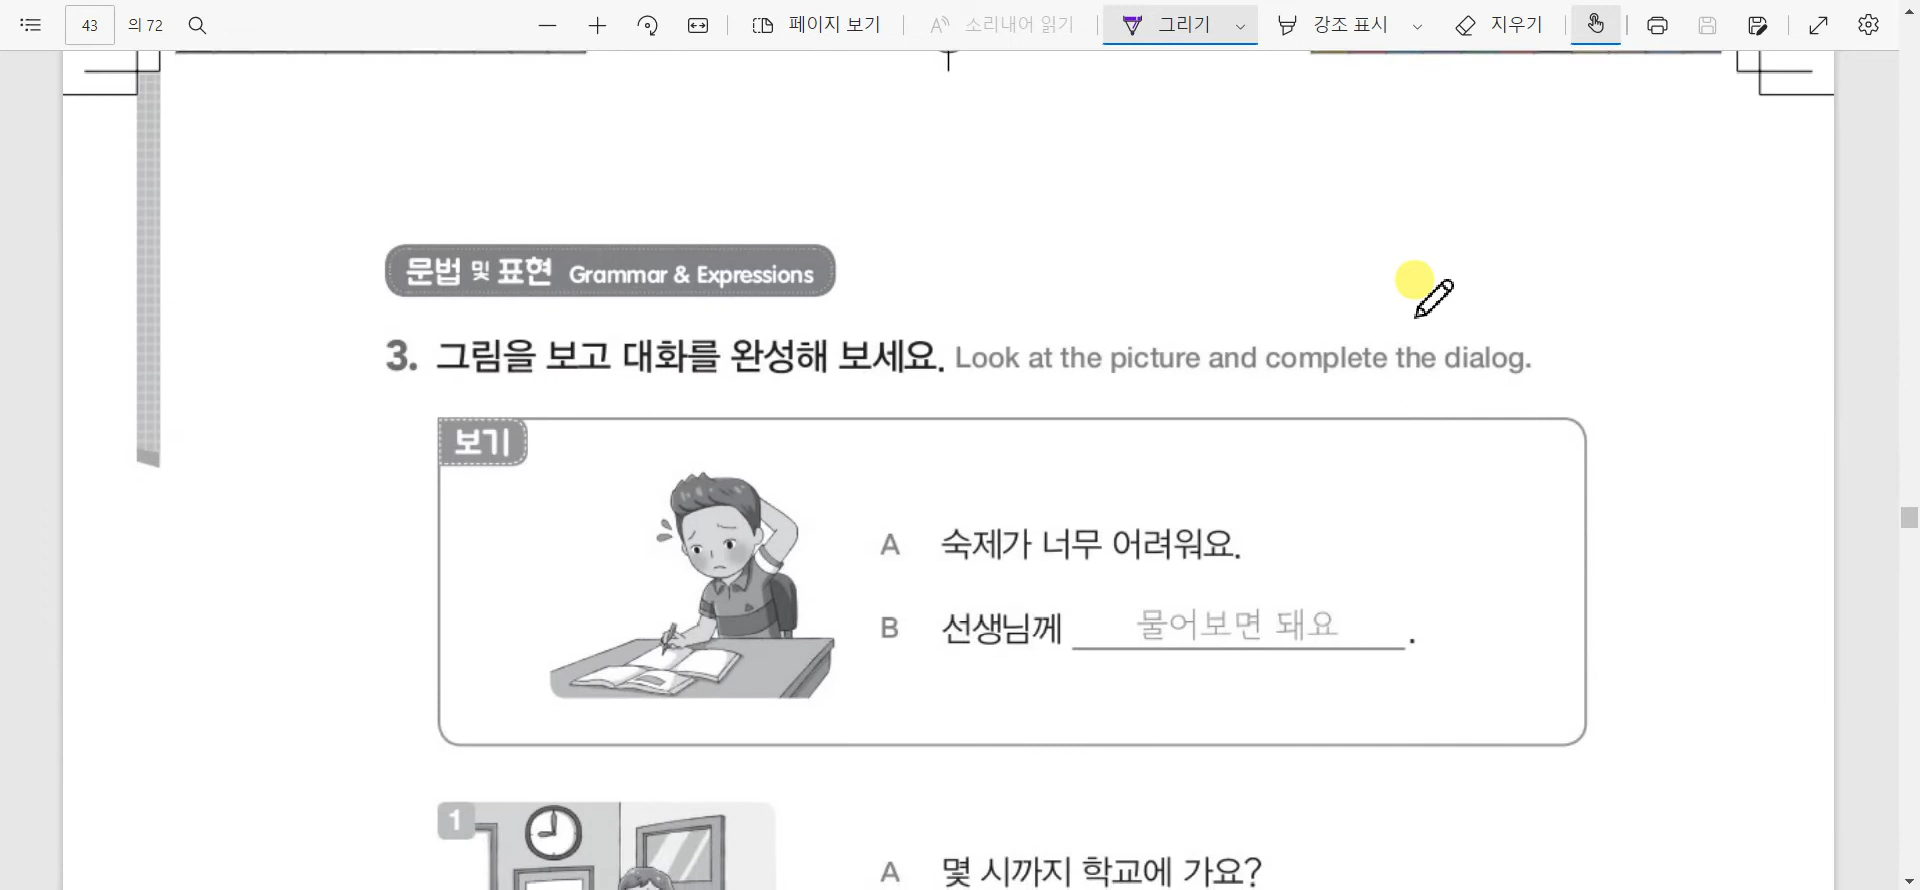 43 의 72 페이지 보기 소리내어 읽기 그리기 강조 표시 지우기
문법 및 표현 Grammar & Expressions
3. 그림을 보고 대화를 완성해 보세요. Look at the picture and complete the dialog.
보기
A 숙제가 너무 어려워요.
B 선생님께 물어보면 돼요.
1
A 몇 시까지 학교에 가요?